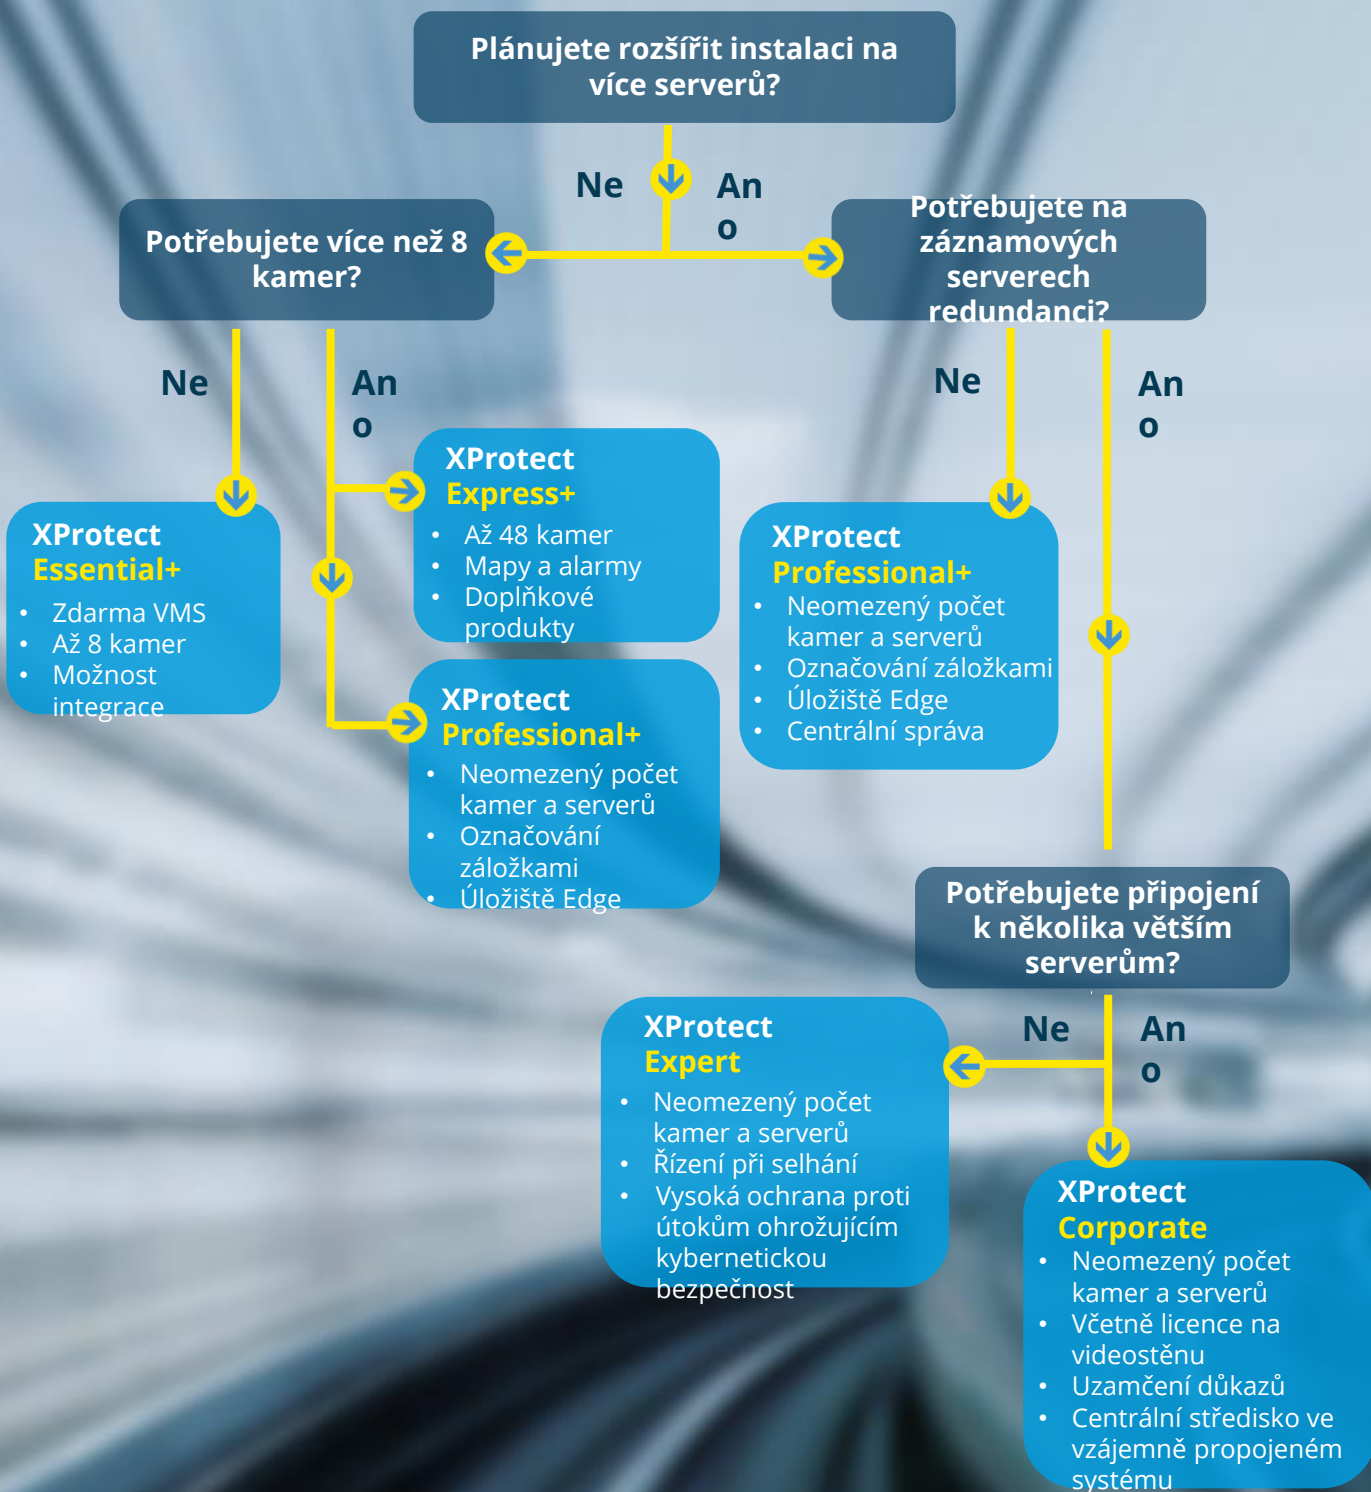 Plánujete rozšířit instalaci na
více serverů?
Ne
An
o
Potřebujete více než 8
kamer?
Potřebujete na
záznamových
serverech
redundanci?
Ne
An
o
Ne
An
o
XProtect
Essential+
• Zdarma VMS
• Až 8 kamer
• Možnost
integrace
XProtect
Express+
• Až 48 kamer
• Mapy a alarmy
• Doplňkové
produkty
XProtect
Professional+
• Neomezený počet
kamer a serverů
• Označování
záložkami
• Úložiště Edge
XProtect
Professional+
• Neomezený počet
kamer a serverů
• Označování záložkami
• Úložiště Edge
• Centrální správa
Potřebujete připojení
k několika větším
serverům?
Ne
An
o
XProtect
Expert
• Neomezený počet
kamer a serverů
• Řízení při selhání
• Vysoká ochrana proti
útokům ohrožujícím
kybernetickou
bezpečnost
XProtect
Corporate
• Neomezený počet
kamer a serverů
• Včetně licence na
videostěnu
• Uzamčení důkazů
• Centrální středisko ve
vzájemně propojeném
systému